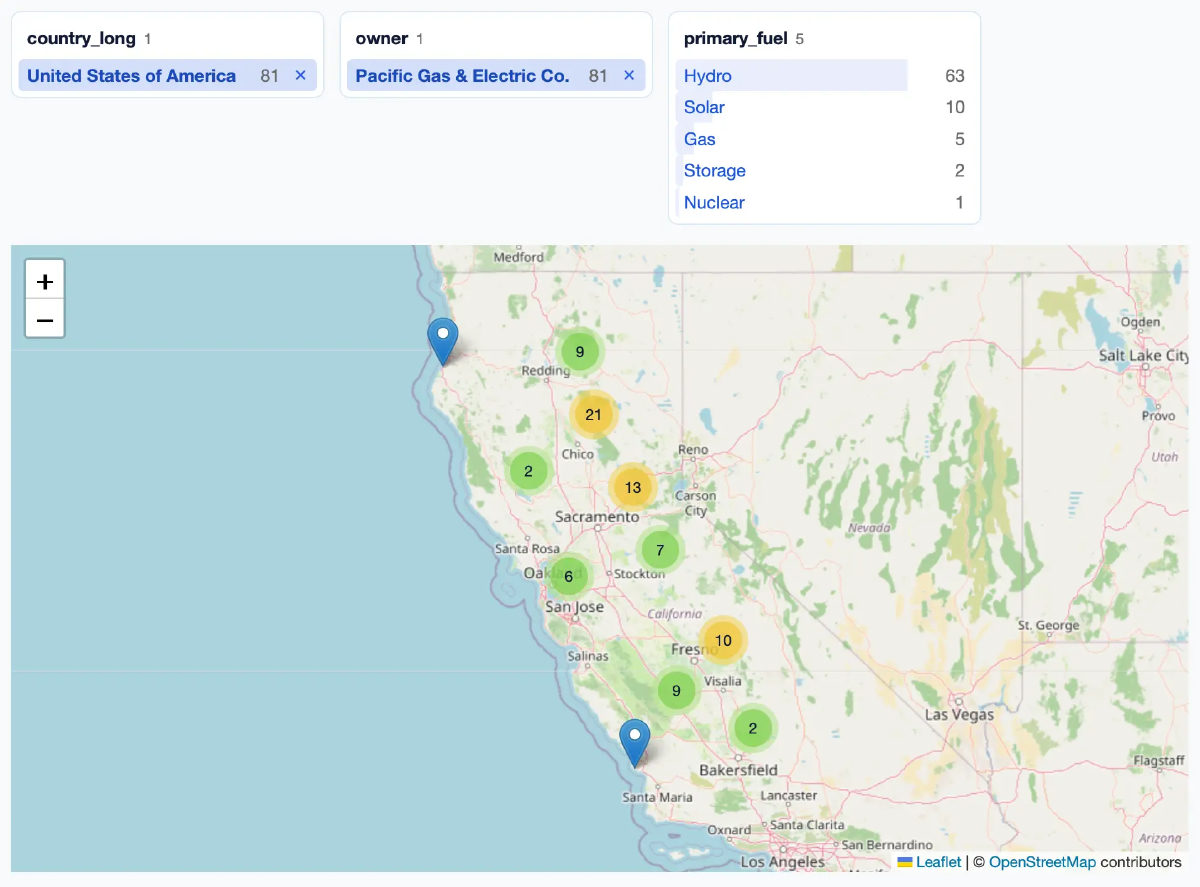 country_long 1
United States of America 81 ×
owner 1
Pacific Gas & Electric Co. 81 ×
primary_fuel 5
Hydro 63
Solar 10
Gas 5
Storage 2
Nuclear 1
+
−
Medford
Ogden
Salt Lake City
9
Redding
21
Provo
Chico
Reno
Utah
2
13
Carson
City
Sacramento
Nevada
Santa Rosa
7
Oakland
6
Stockton
San Jose
California
St. George
10
Fresno
Salinas
Visalia
9
Las Vegas
2
Bakersfield
Flagstaff
Santa Maria
Lancaster
Oxnard
Santa Clarita
Arizona
San Bernardino
Los Angeles
Leaflet | © OpenStreetMap contributors